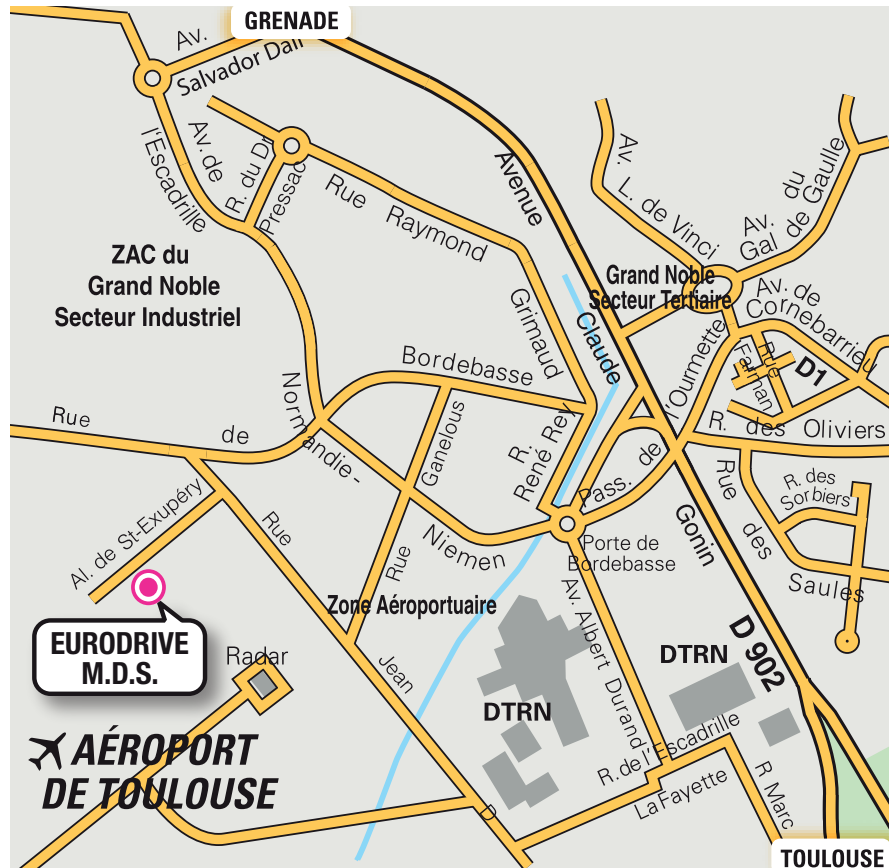 GRENADE
Av.
Salvador Dali
Av. de
l'Escadrille
R. du Dr
Pressac
Rue Raymond
Grimaud
Avenue
Claude
Gonin
D 902
Av.
L. de Vinci
Av. du
Gal de Gaulle
Grand Noble
Secteur Tertiaire
Av. de
Cornebarrieu
Rue
Farman
D1
ZAC du
Grand Noble
Secteur Industriel
Bordebasse
Rue de
Normandie-
Niemen
Rue Ganelous
R.
René Rey
Pass. de l'Ourmette
R. des Oliviers
Rue des Saules
R. des
Sorbiers
Al. de St-Exupéry
Rue Jean D
Porte de
Bordebasse
Av. Albert Durand
Zone Aéroportuaire
EURODRIVE
M.D.S.
Radar
DTRN
DTRN
AÉROPORT
DE TOULOUSE
R. de l'Escadrille
La Fayette
R Marc
TOULOUSE